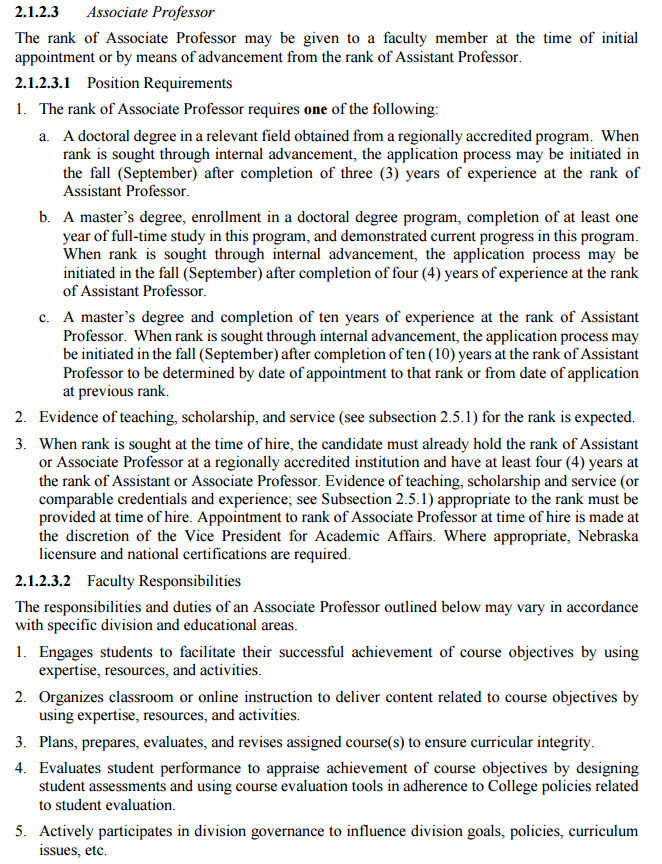 2.1.2.3 Associate Professor
The rank of Associate Professor may be given to a faculty member at the time of initial
appointment or by means of advancement from the rank of Assistant Professor.
2.1.2.3.1 Position Requirements
1. The rank of Associate Professor requires one of the following:
a. A doctoral degree in a relevant field obtained from a regionally accredited program. When
rank is sought through internal advancement, the application process may be initiated in
the fall (September) after completion of three (3) years of experience at the rank of
Assistant Professor.
b. A master's degree, enrollment in a doctoral degree program, completion of at least one
year of full-time study in this program, and demonstrated current progress in this program.
When rank is sought through internal advancement, the application process may be
initiated in the fall (September) after completion of four (4) years of experience at the rank
of Assistant Professor.
c. A master's degree and completion of ten years of experience at the rank of Assistant
Professor. When rank is sought through internal advancement, the application process may
be initiated in the fall (September) after completion of ten (10) years at the rank of Assistant
Professor to be determined by date of appointment to that rank or from date of application
at previous rank.
2. Evidence of teaching, scholarship, and service (see subsection 2.5.1) for the rank is expected.
3. When rank is sought at the time of hire, the candidate must already hold the rank of Assistant
or Associate Professor at a regionally accredited institution and have at least four (4) years at
the rank of Assistant or Associate Professor. Evidence of teaching, scholarship and service (or
comparable credentials and experience; see Subsection 2.5.1) appropriate to the rank must be
provided at time of hire. Appointment to rank of Associate Professor at time of hire is made at
the discretion of the Vice President for Academic Affairs. Where appropriate, Nebraska
licensure and national certifications are required.
2.1.2.3.2 Faculty Responsibilities
The responsibilities and duties of an Associate Professor outlined below may vary in accordance
with specific division and educational areas.
1. Engages students to facilitate their successful achievement of course objectives by using
expertise, resources, and activities.
2. Organizes classroom or online instruction to deliver content related to course objectives by
using expertise, resources, and activities.
3. Plans, prepares, evaluates, and revises assigned course(s) to ensure curricular integrity.
4. Evaluates student performance to appraise achievement of course objectives by designing
student assessments and using course evaluation tools in adherence to College policies related
to student evaluation.
5. Actively participates in division governance to influence division goals, policies, curriculum
issues, etc.